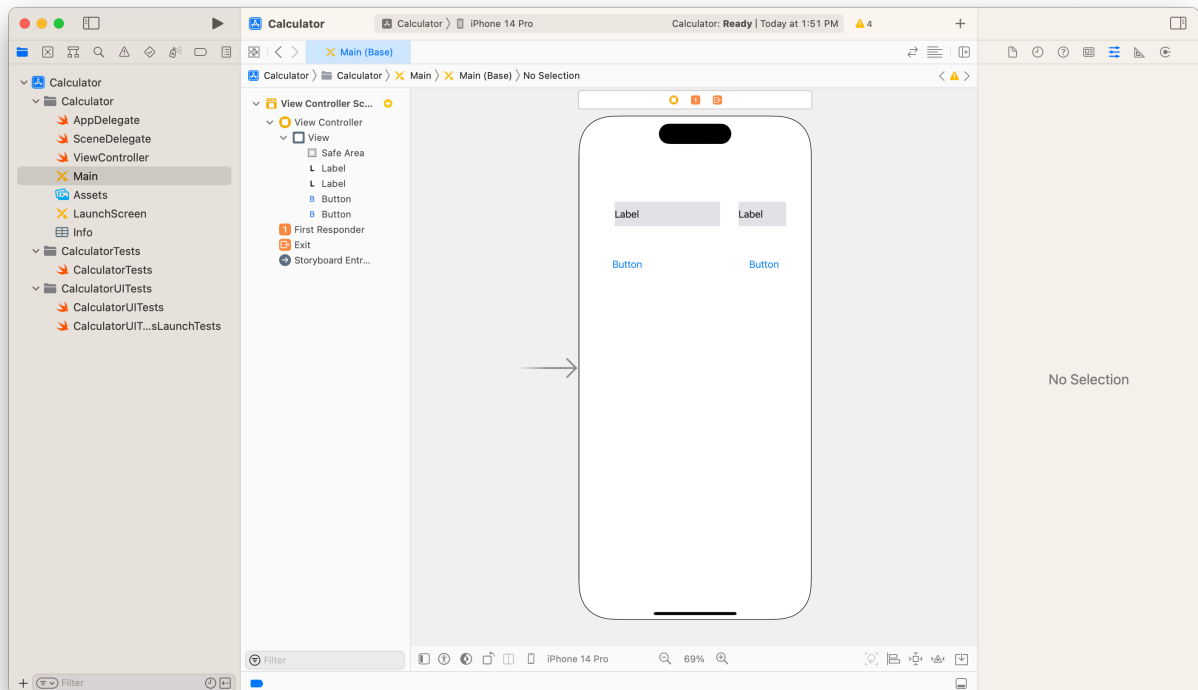 Calculator
Calculator 〉 iPhone 14 Pro
Calculator: Ready | Today at 1:51 PM
4
Main (Base)
Calculator 〉 Calculator 〉 Main 〉 Main (Base) 〉 No Selection
Calculator
Calculator
AppDelegate
SceneDelegate
ViewController
Main
Assets
LaunchScreen
Info
CalculatorTests
CalculatorTests
CalculatorUITests
CalculatorUITests
CalculatorUIT...sLaunchTests
Filter
View Controller Sc...
View Controller
View
Safe Area
L Label
L Label
B Button
B Button
1 First Responder
Exit
Storyboard Entr...
Filter
1
Label Label
Button Button
iPhone 14 Pro
69%
No Selection